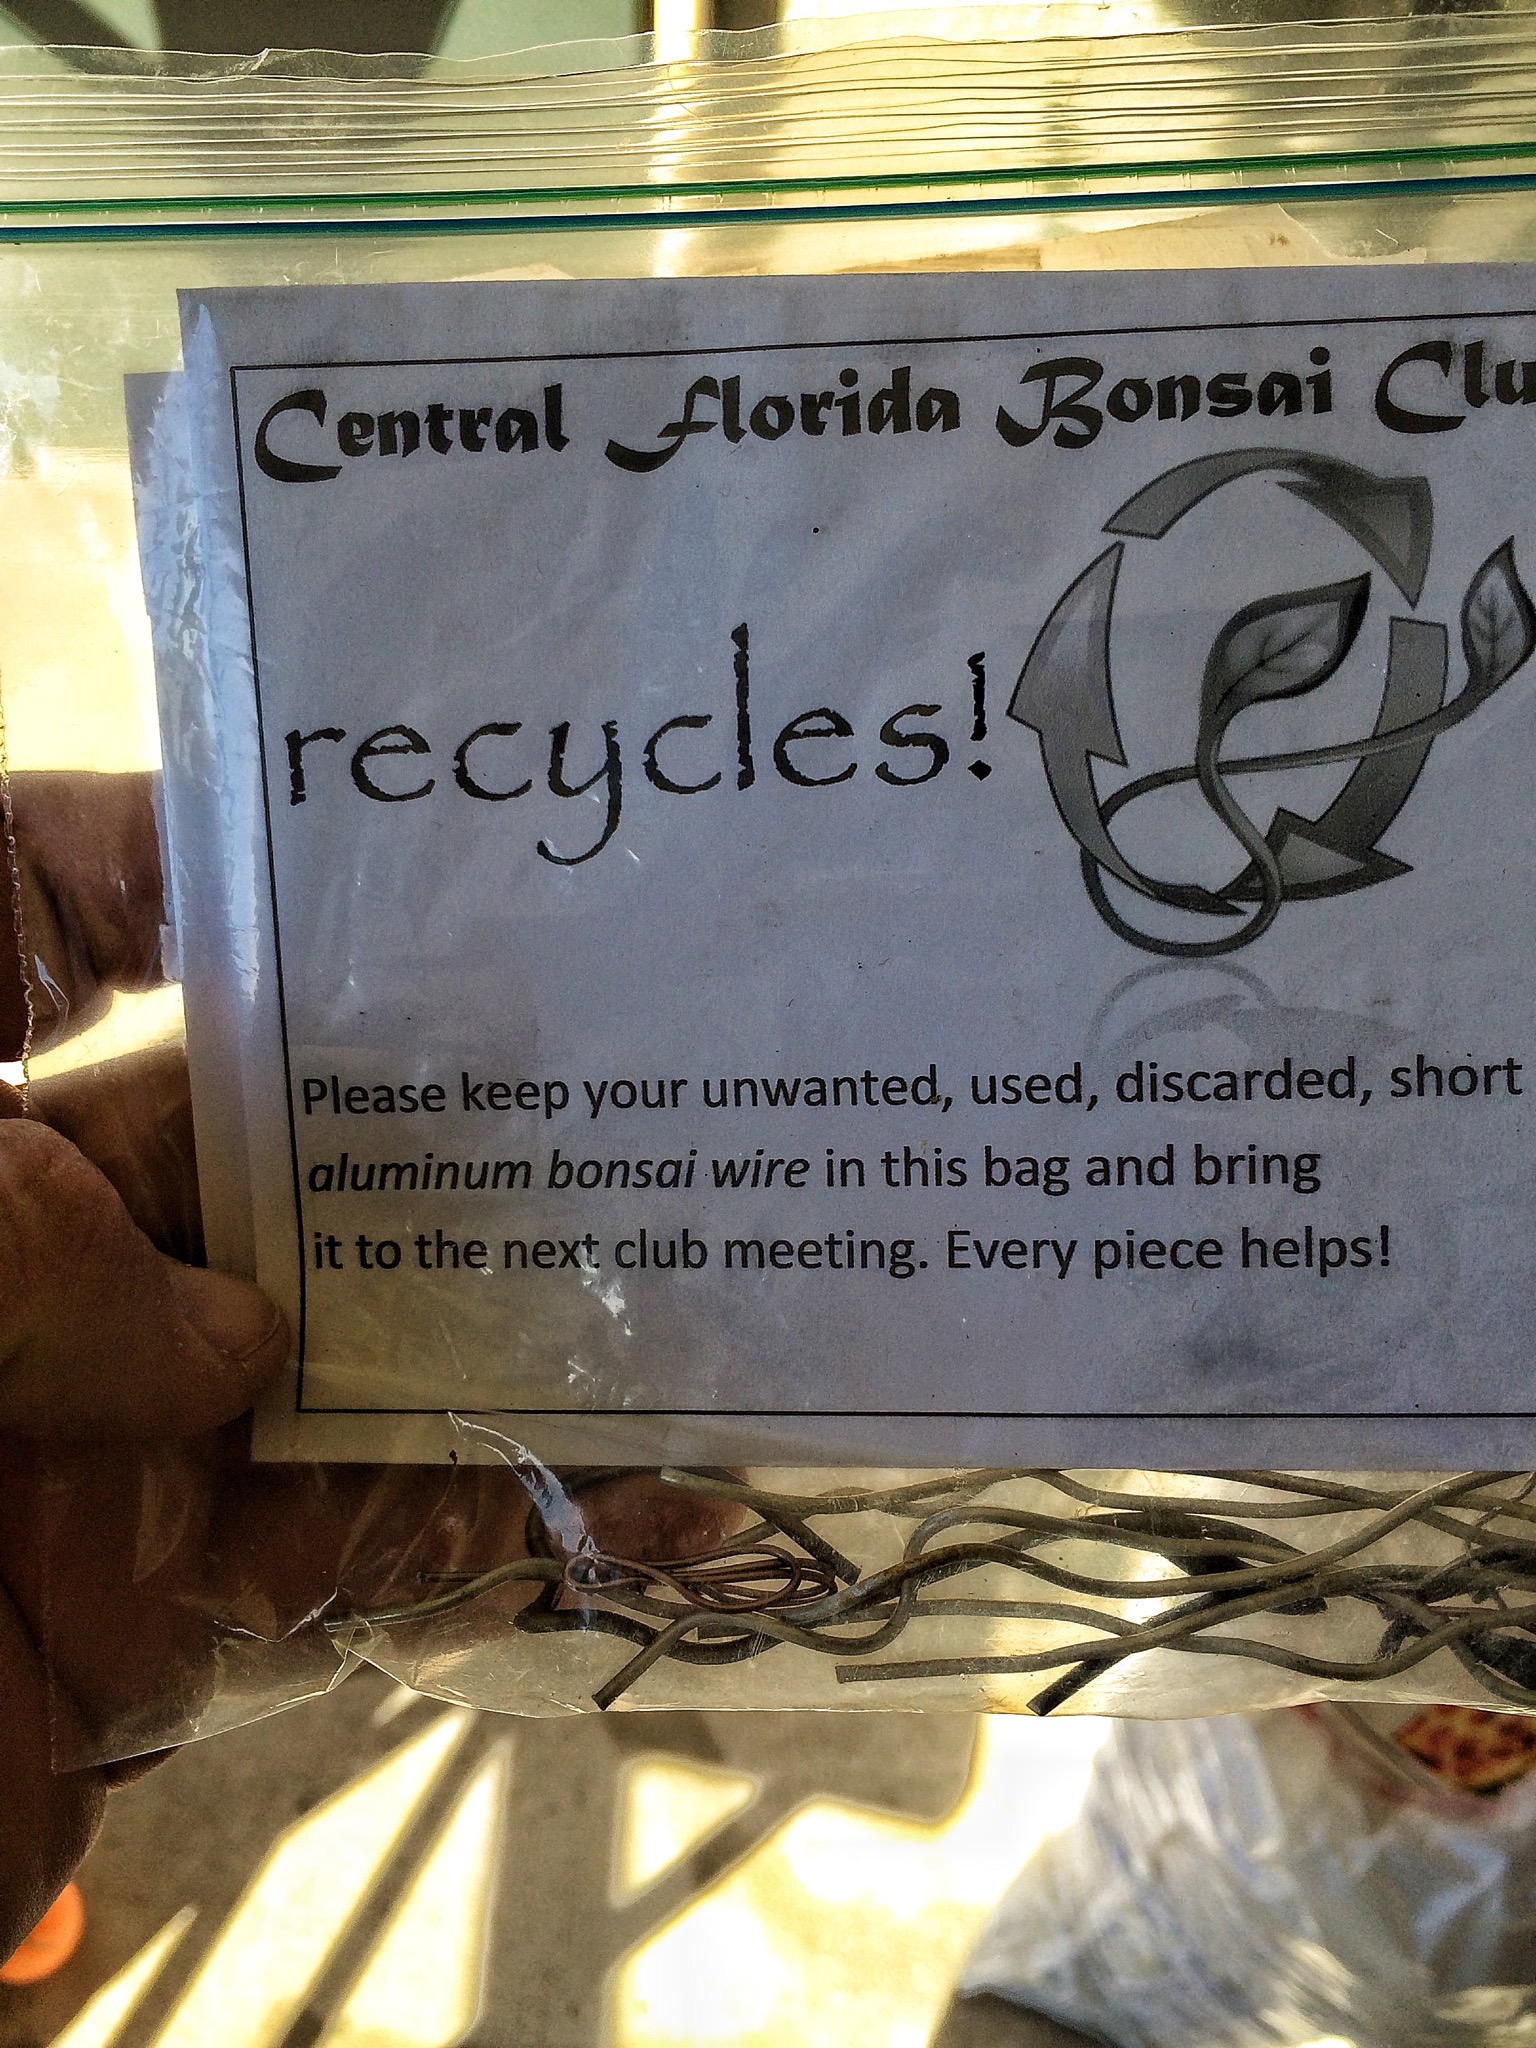 Central Florida Bonsai Clu
recycles!
Please keep your unwanted, used, discarded, short
aluminum bonsai wire in this bag and bring
it to the next club meeting. Every piece helps!